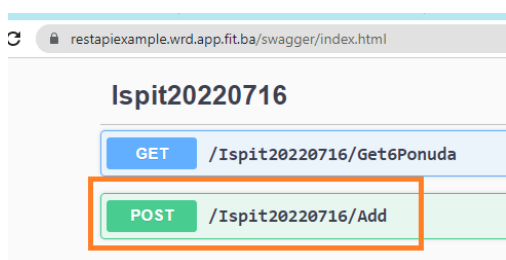 restapiexample.wrd.app.fit.ba/swagger/index.html
Ispit20220716
GET /Ispit20220716/Get6Ponuda
POST /Ispit20220716/Add